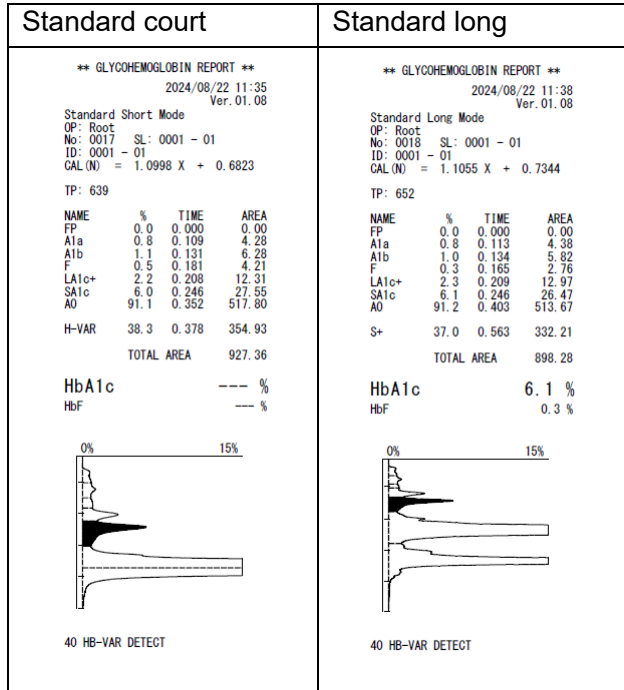 Standard court
** GLYCOHEMOGLOBIN REPORT **
2024/08/22 11:35
Ver.01.08
Standard Short Mode
OP: Root
No: 0017 SL: 0001 - 01
ID: 0001 - 01
CAL(N) = 1.0998 X + 0.6823
TP: 639
NAME % TIME AREA
FP 0.0 0.000 0.00
A1a 0.8 0.109 4.28
A1b 1.1 0.131 6.28
F 0.5 0.181 4.21
LA1c+ 2.2 0.208 12.31
SA1c 6.0 0.246 27.55
A0 91.1 0.352 517.80
H-VAR 38.3 0.378 354.93
TOTAL AREA 927.36
HbA1c --- %
HbF --- %
0% 15%
40 HB-VAR DETECT
Standard long
** GLYCOHEMOGLOBIN REPORT **
2024/08/22 11:38
Ver.01.08
Standard Long Mode
OP: Root
No: 0018 SL: 0001 - 01
ID: 0001 - 01
CAL(N) = 1.1055 X + 0.7344
TP: 652
NAME % TIME AREA
FP 0.0 0.000 0.00
A1a 0.8 0.113 4.38
A1b 1.0 0.134 5.82
F 0.3 0.165 2.76
LA1c+ 2.3 0.209 12.97
SA1c 6.1 0.246 26.47
A0 91.2 0.403 513.67
S+ 37.0 0.563 332.21
TOTAL AREA 898.28
HbA1c 6.1 %
HbF 0.3 %
0% 15%
40 HB-VAR DETECT